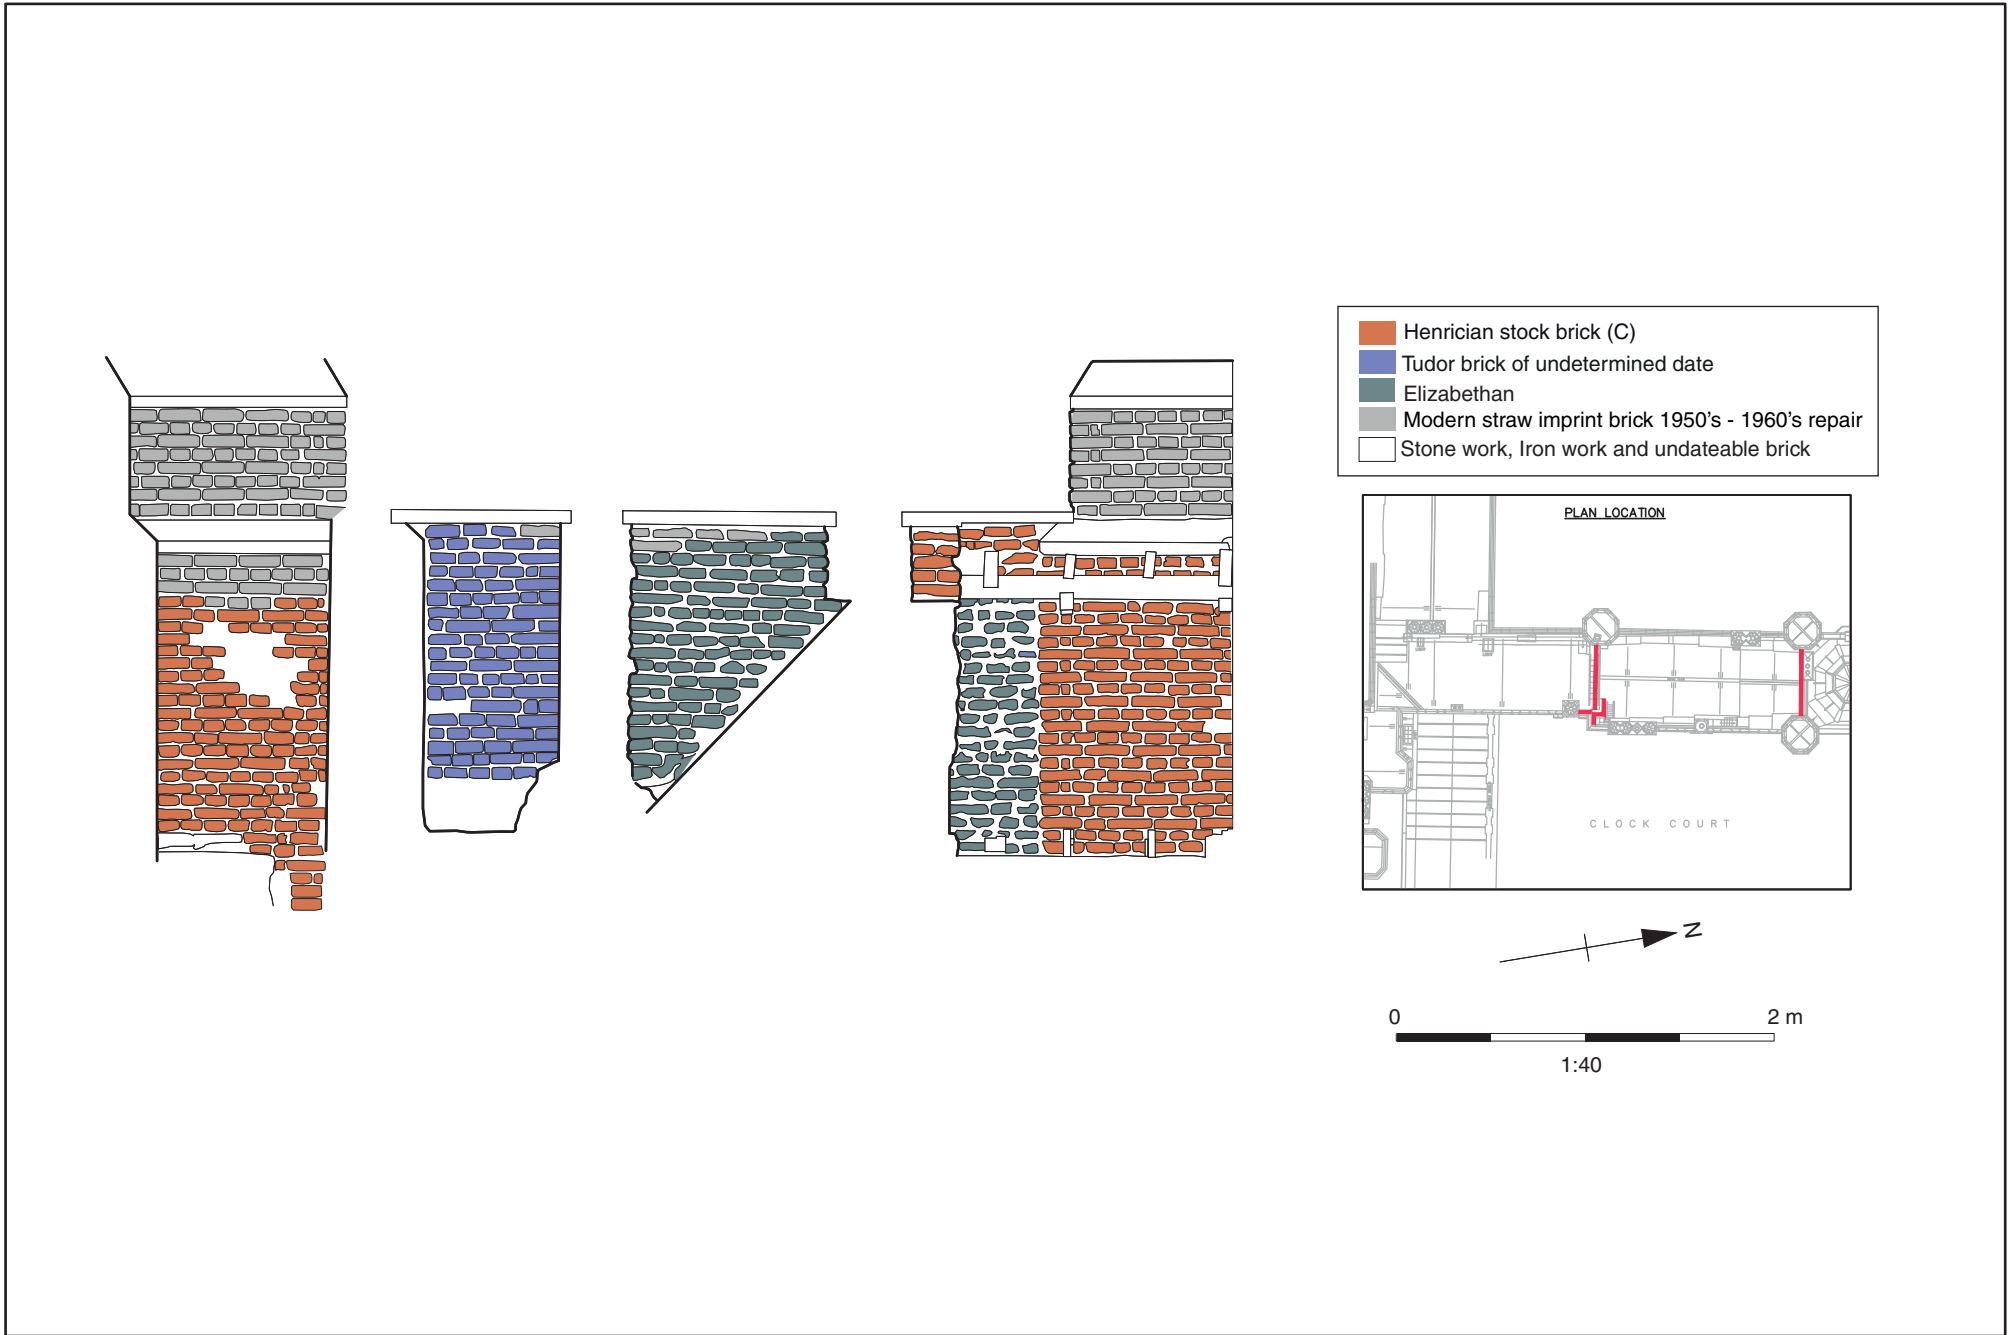 Henrician stock brick (C)
Tudor brick of undetermined date
Elizabethan
Modern straw imprint brick 1950's - 1960's repair
Stone work, Iron work and undateable brick
PLAN LOCATION
CLOCK COURT
N
0 2 m
1:40